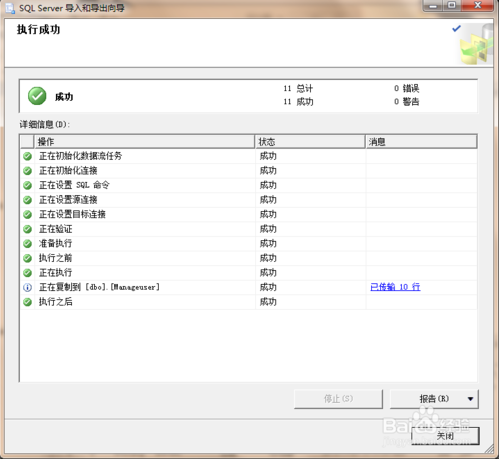 SQL Server 导入和导出向导
执行成功
成功
11 总计 0 错误
11 成功 0 警告
详细信息(D):
操作 状态 消息
正在初始化数据流任务 成功
正在初始化连接 成功
正在设置 SQL 命令 成功
正在设置源连接 成功
正在设置目标连接 成功
正在验证 成功
准备执行 成功
执行之前 成功
正在执行 成功
正在复制到 [dbo].[Manageuser] 成功 已传输 10 行
执行之后 成功
停止(S) 报告(R)
Baidu 经验
关闭